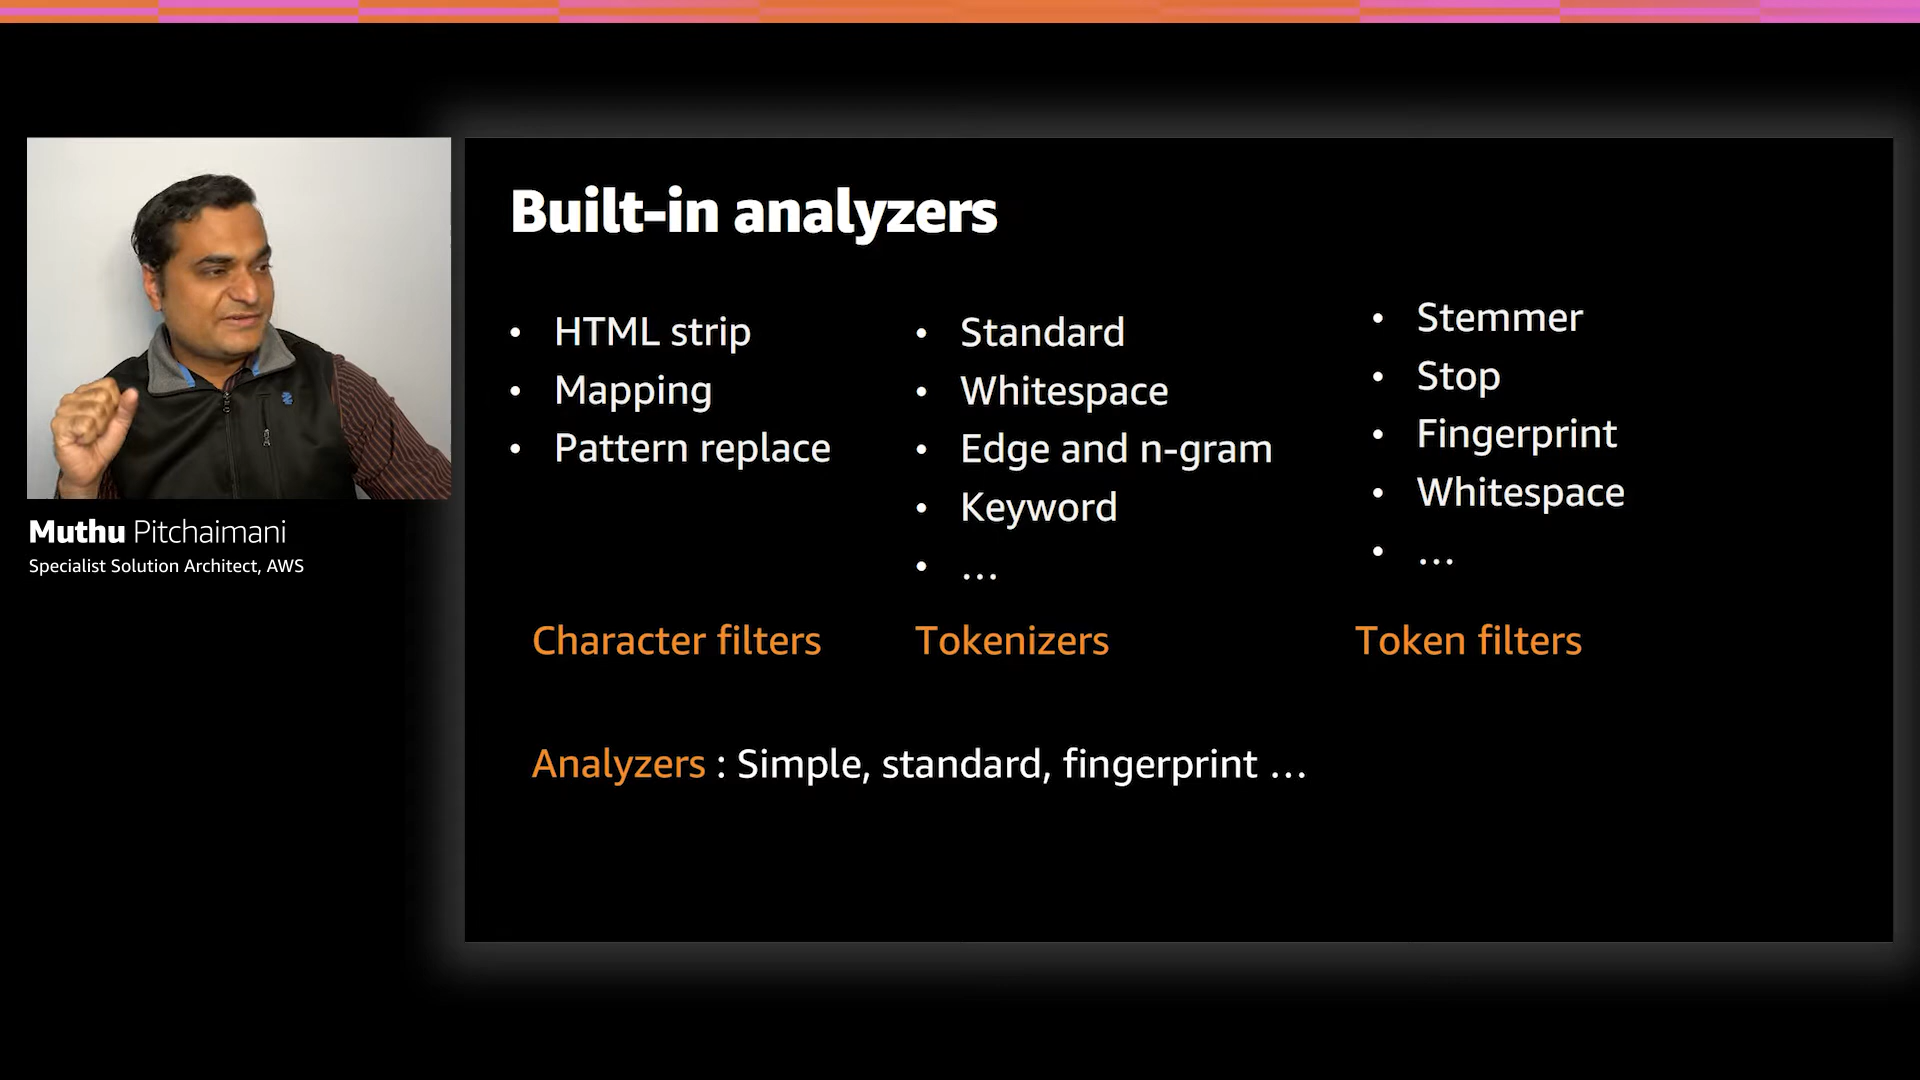 Built-in analyzers
• HTML strip
• Mapping
• Pattern replace
Character filters
• Standard
• Whitespace
• Edge and n-gram
• Keyword
• ...
Tokenizers
• Stemmer
• Stop
• Fingerprint
• Whitespace
• ...
Token filters
Analyzers : Simple, standard, fingerprint ...
Muthu Pitchaimani
Specialist Solution Architect, AWS